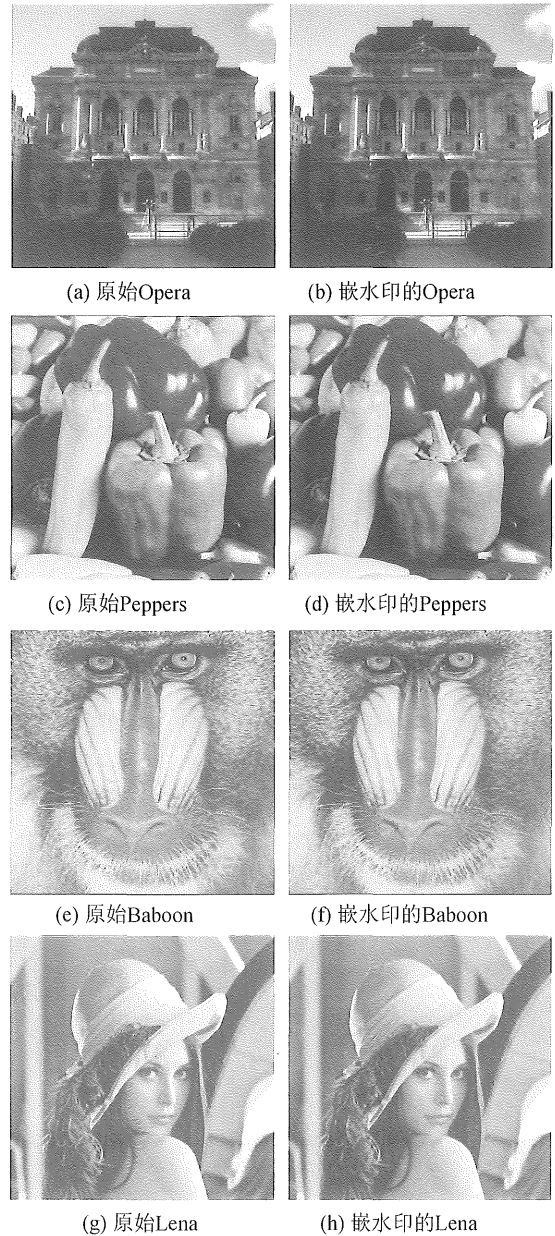 (a) 原始Opera
(b) 嵌水印的Opera
(c) 原始Peppers
(d) 嵌水印的Peppers
(e) 原始Baboon
(f) 嵌水印的Baboon
(g) 原始Lena
(h) 嵌水印的Lena